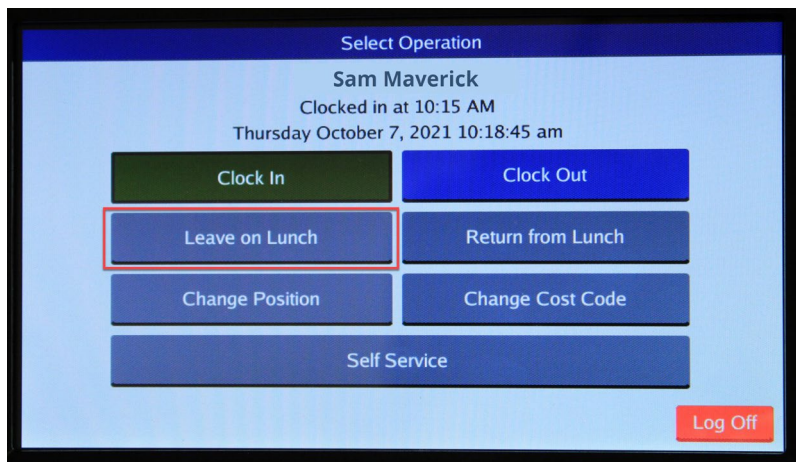 Select Operation
Sam Maverick
Clocked in at 10:15 AM
Thursday October 7, 2021 10:18:45 am
Clock In
Clock Out
Leave on Lunch
Return from Lunch
Change Position
Change Cost Code
Self Service
Log Off